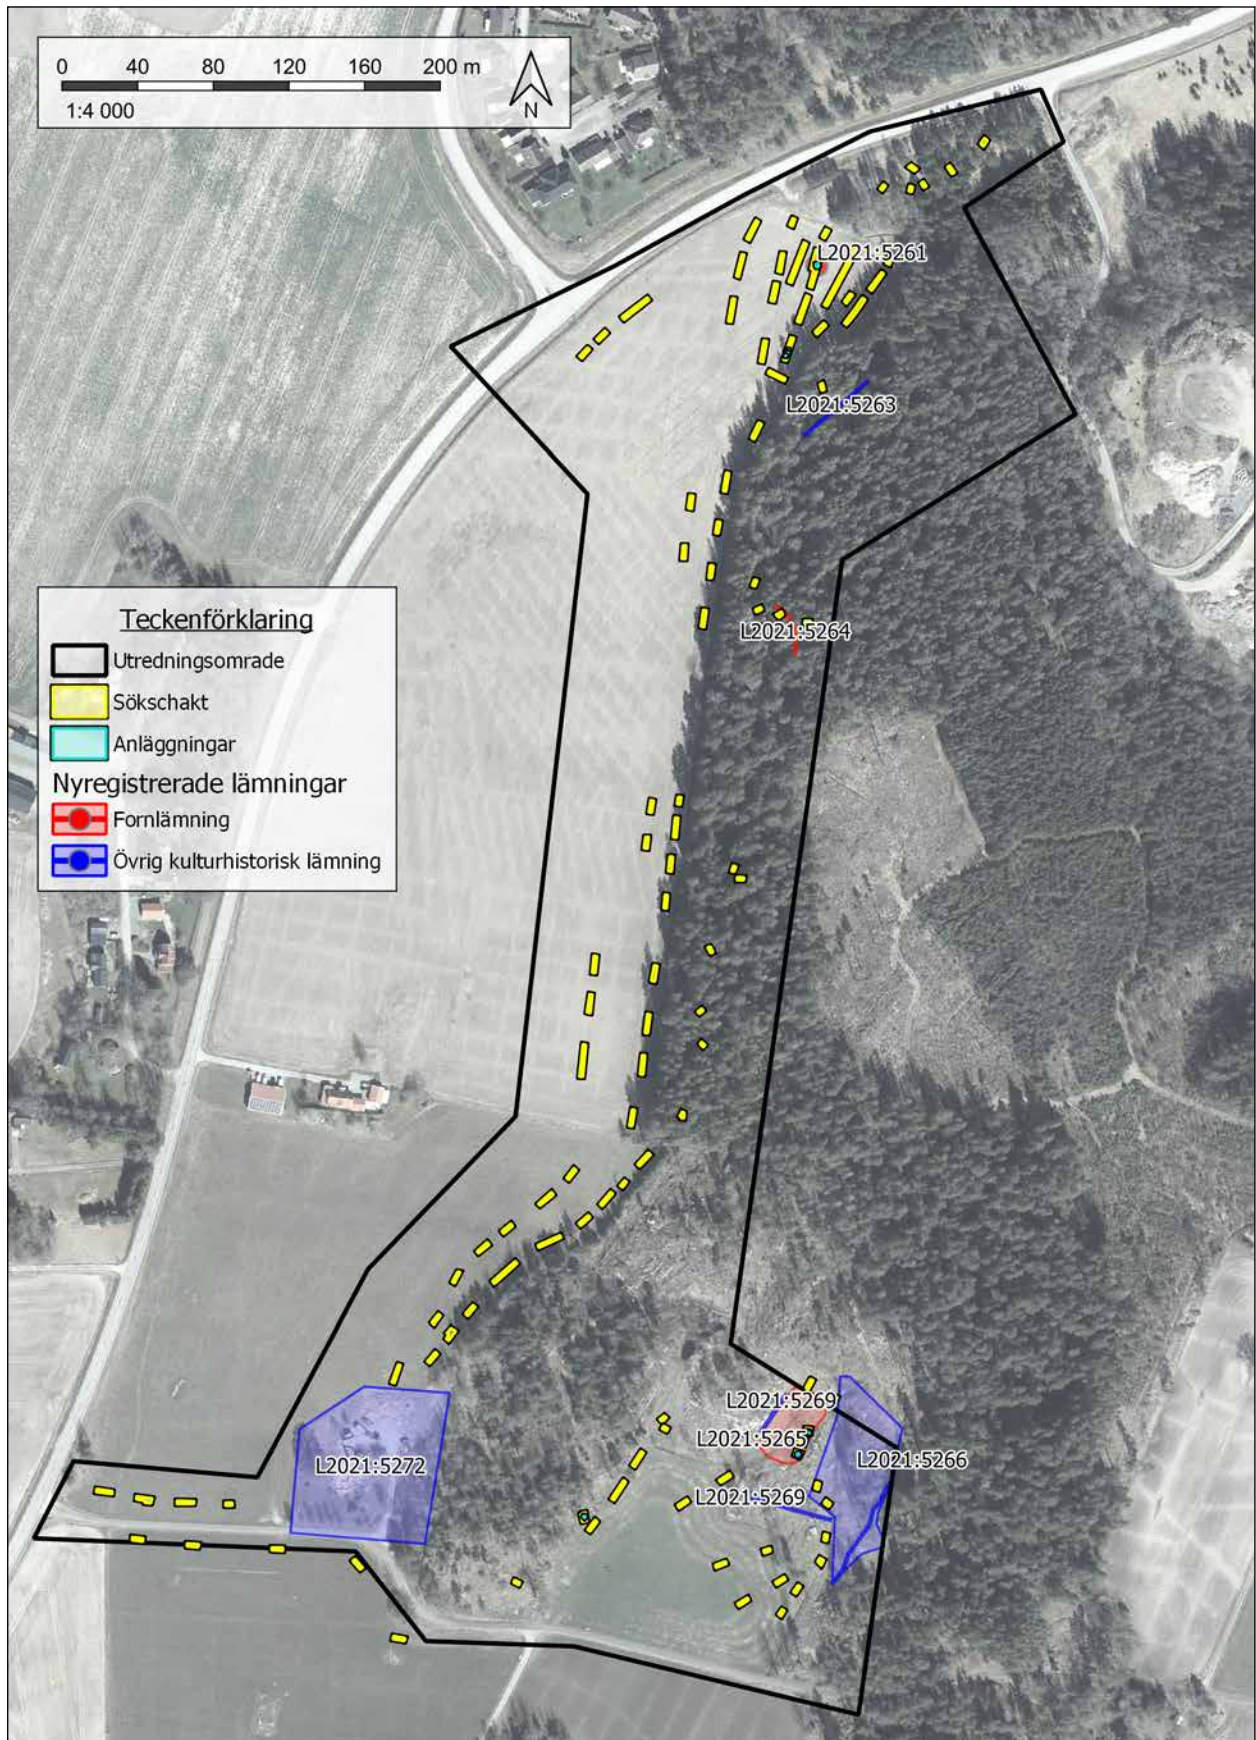 0 40 80 120 160 200 m
1:4 000
N
L2021:5261
L2021:5263
Teckenförklaring
Utredningsomrade
Sökschakt
Anläggningar
Nyregistrerade lämningar
Fornlämning
Övrig kulturhistorisk lämning
L2021:5264
L2021:5269
L2021:5265
L2021:5266
L2021:5272
L2021:5269